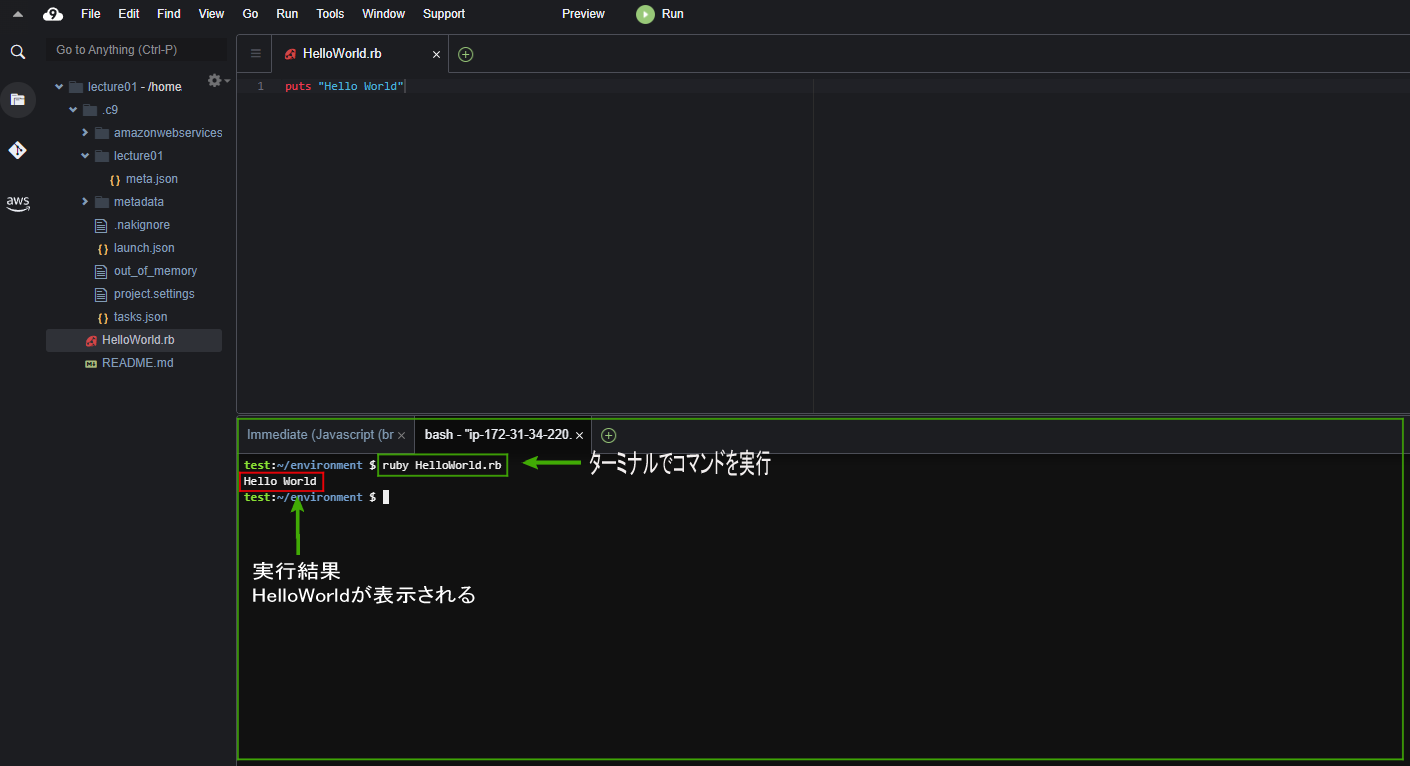 9 File Edit Find View Go Run Tools Window Support Preview Run
Go to Anything (Ctrl-P)
HelloWorld.rb ×
lecture01 - /home
.c9
amazonwebservices
lecture01
{ } meta.json
metadata
.nakignore
{ } launch.json
out_of_memory
project.settings
{ } tasks.json
HelloWorld.rb
README.md
aws
1 puts "Hello World"
Immediate (Javascript (br × bash - "ip-172-31-34-220. ×
test:~/environment $ ruby HelloWorld.rb
ターミナルでコマンドを実行
Hello World
test:~/environment $
実行結果
HelloWorldが表示される